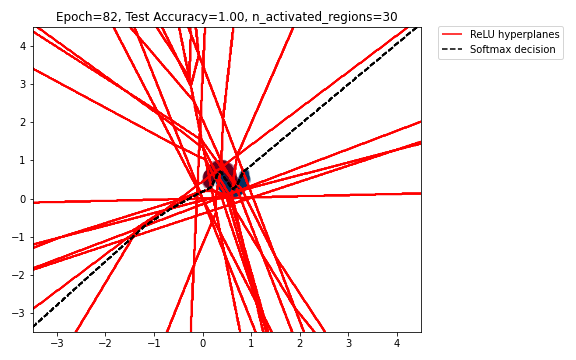 Epoch=82, Test Accuracy=1.00, n_activated_regions=30
ReLU hyperplanes
Softmax decision
4
3
2
1
0
−1
−2
−3
−3 −2 −1 0 1 2 3 4